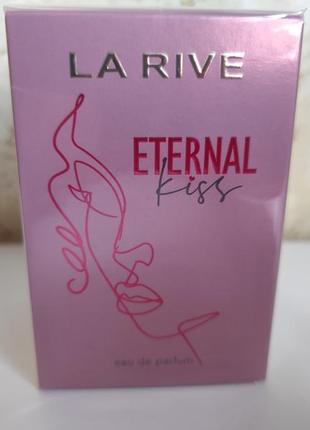 LA RIVE
ETERNAL
kiss
eau de parfum